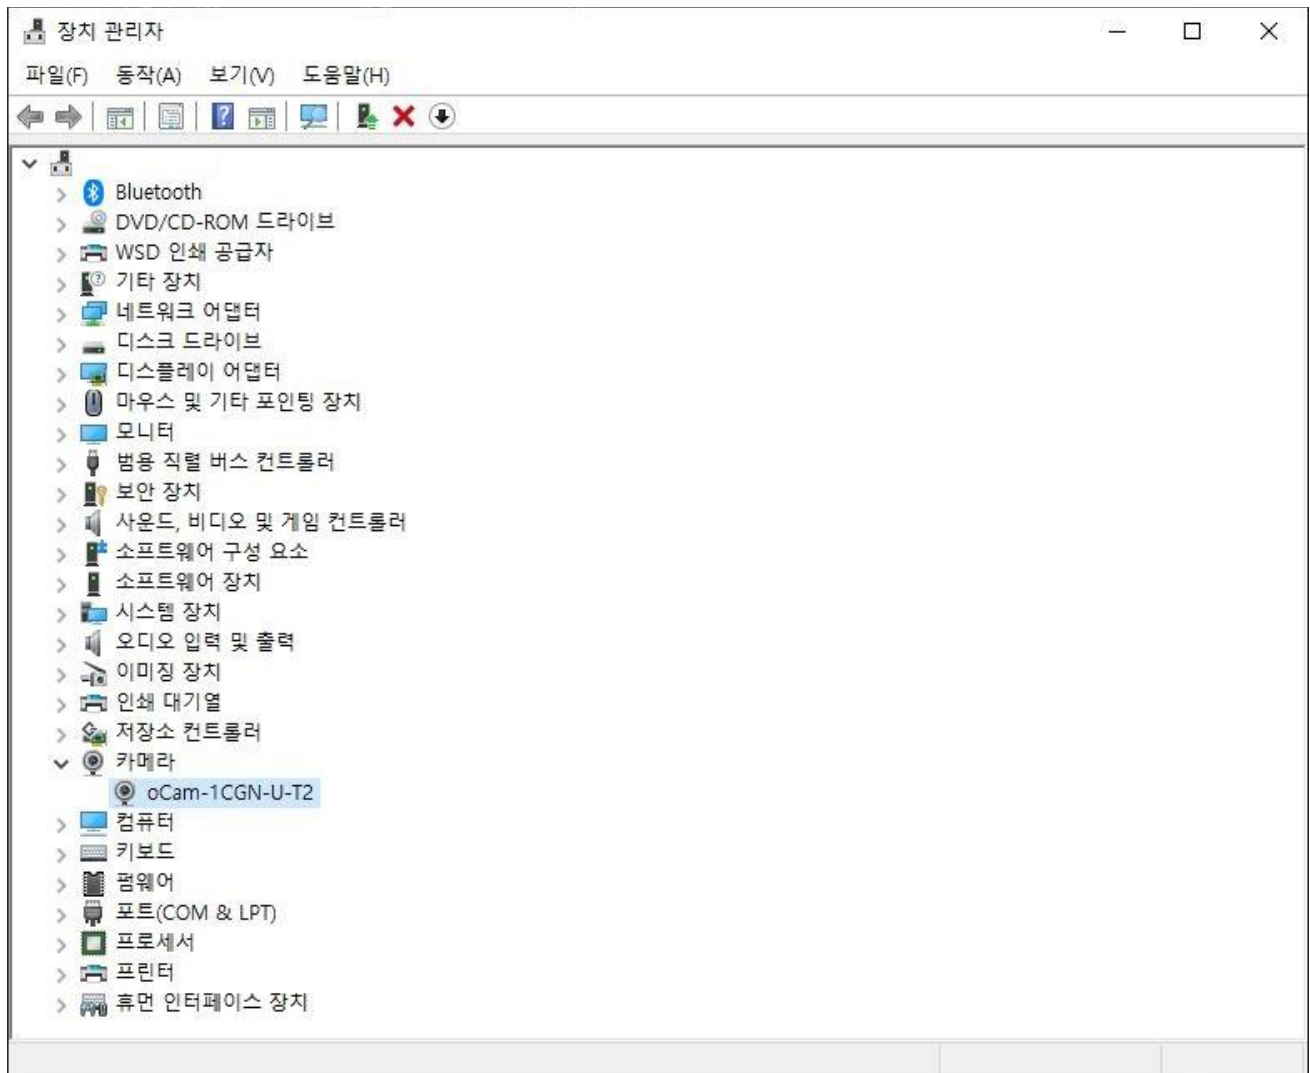 장치 관리자
파일(F) 동작(A) 보기(V) 도움말(H)
Bluetooth
DVD/CD-ROM 드라이브
WSD 인쇄 공급자
기타 장치
네트워크 어댑터
디스크 드라이브
디스플레이 어댑터
마우스 및 기타 포인팅 장치
모니터
범용 직렬 버스 컨트롤러
보안 장치
사운드, 비디오 및 게임 컨트롤러
소프트웨어 구성 요소
소프트웨어 장치
시스템 장치
오디오 입력 및 출력
이미징 장치
인쇄 대기열
저장소 컨트롤러
카메라
oCam-1CGN-U-T2
컴퓨터
키보드
펌웨어
포트(COM & LPT)
프로세서
프린터
휴먼 인터페이스 장치